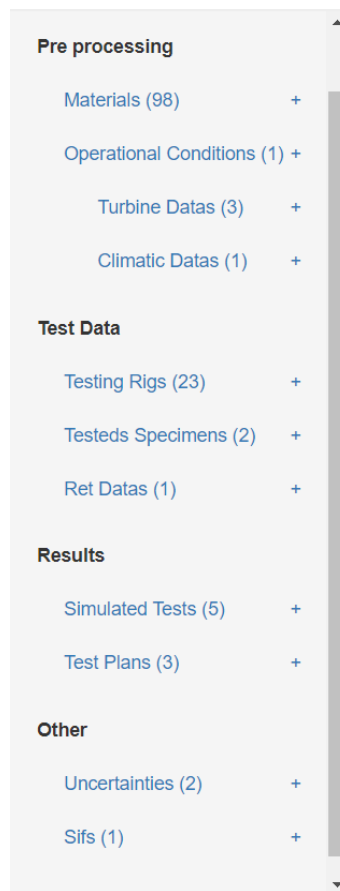 Pre processing
Materials (98) +
Operational Conditions (1) +
Turbine Datas (3) +
Climatic Datas (1) +
Test Data
Testing Rigs (23) +
Testeds Specimens (2) +
Ret Datas (1) +
Results
Simulated Tests (5) +
Test Plans (3) +
Other
Uncertainties (2) +
Sifs (1) +